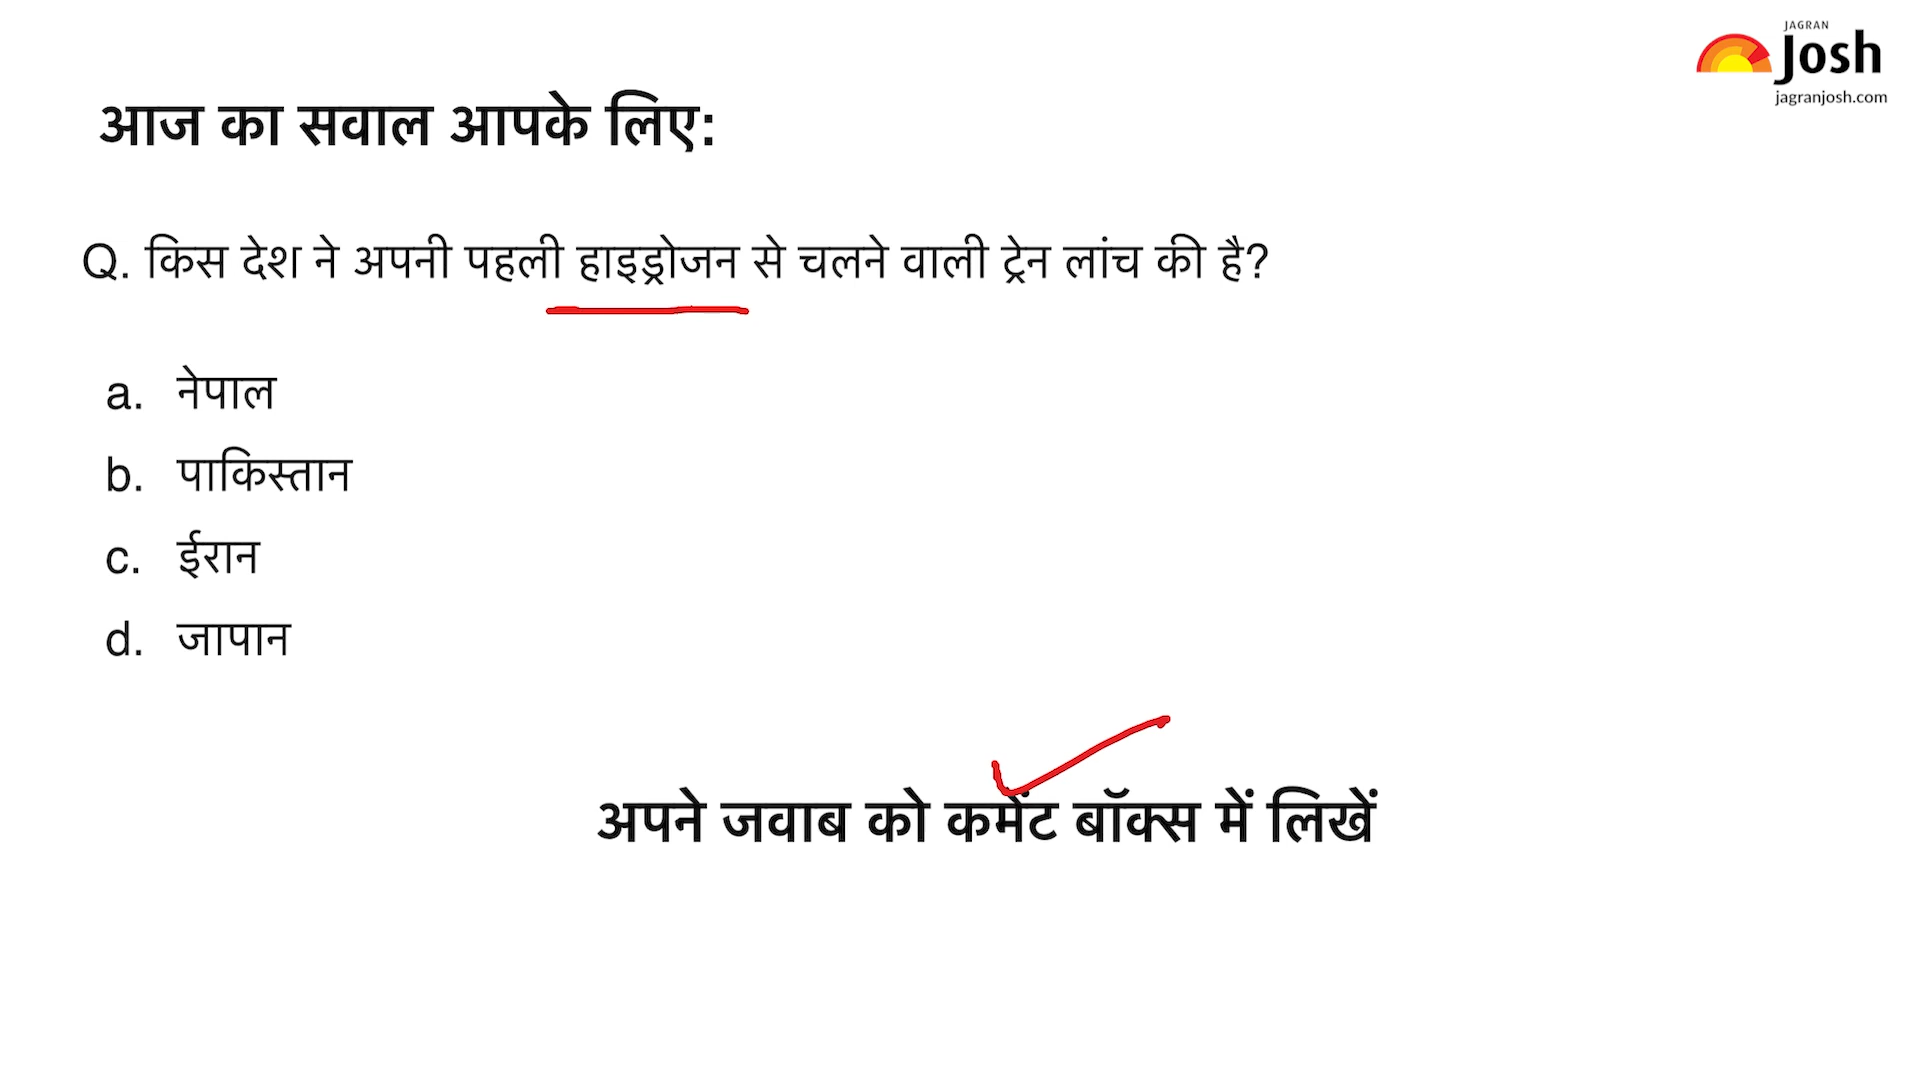 JAGRAN
Josh
jagranjosh.com
आज का सवाल आपके लिए:
Q. किस देश ने अपनी पहली हाइड्रोजन से चलने वाली ट्रेन लांच की है?
a. नेपाल
b. पाकिस्तान
c. ईरान
d. जापान
अपने जवाब को कमेंट बॉक्स में लिखें